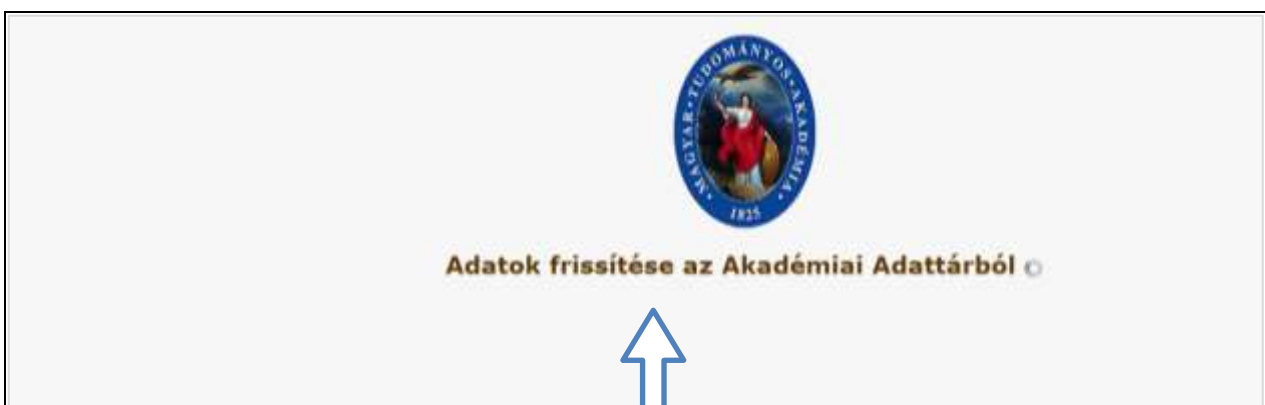 MAGYAR·TUDOMÁNYOS·AKADÉMIA·
1825
Adatok frissítése az Akadémiai Adattárból